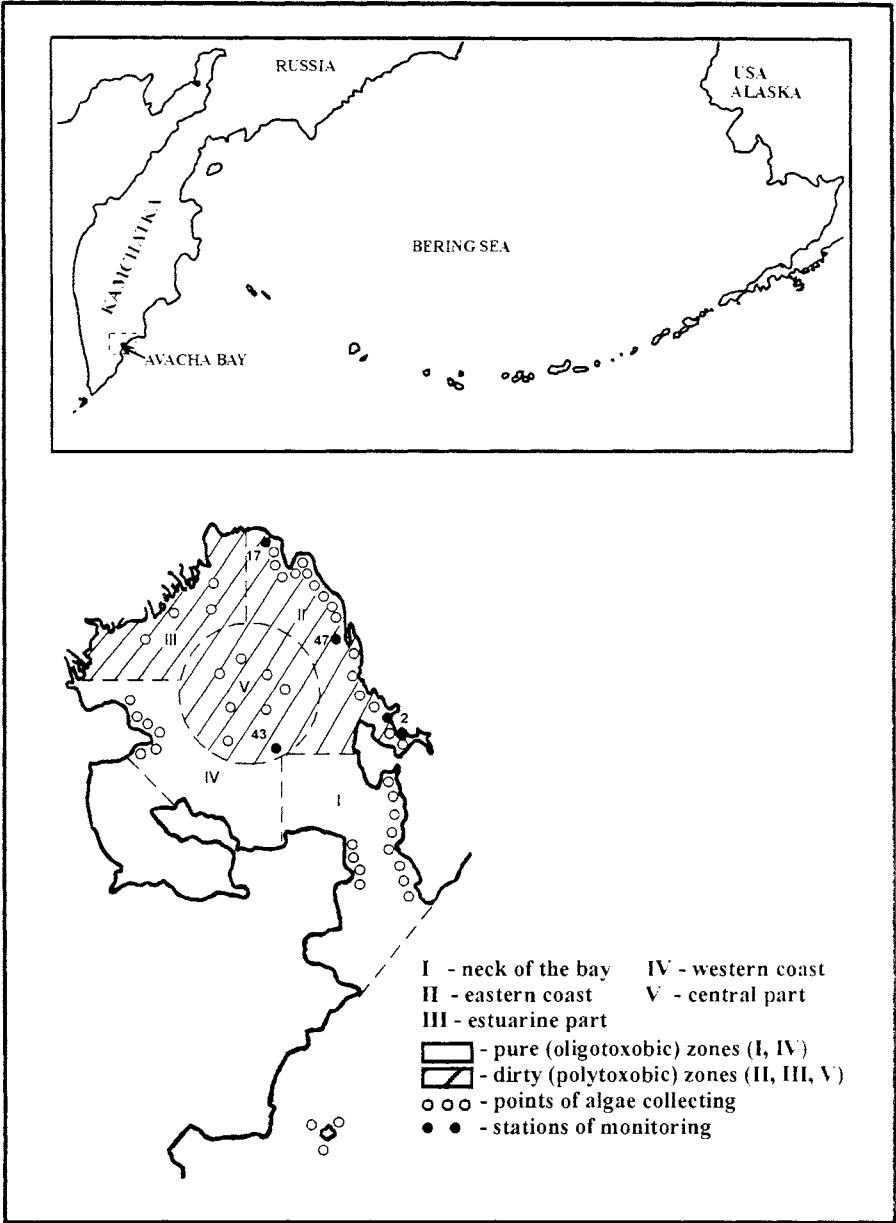 RUSSIA
USA
ALASKA
KAMCHATKA
BERING SEA
AVACHA BAY
17
II
47
III
V
2
43
IV
I
I - neck of the bay IV - western coast
II - eastern coast V - central part
III - estuarine part
- pure (oligotoxobic) zones (I, IV)
- dirty (polytoxobic) zones (II, III, V)
- points of algae collecting
- stations of monitoring